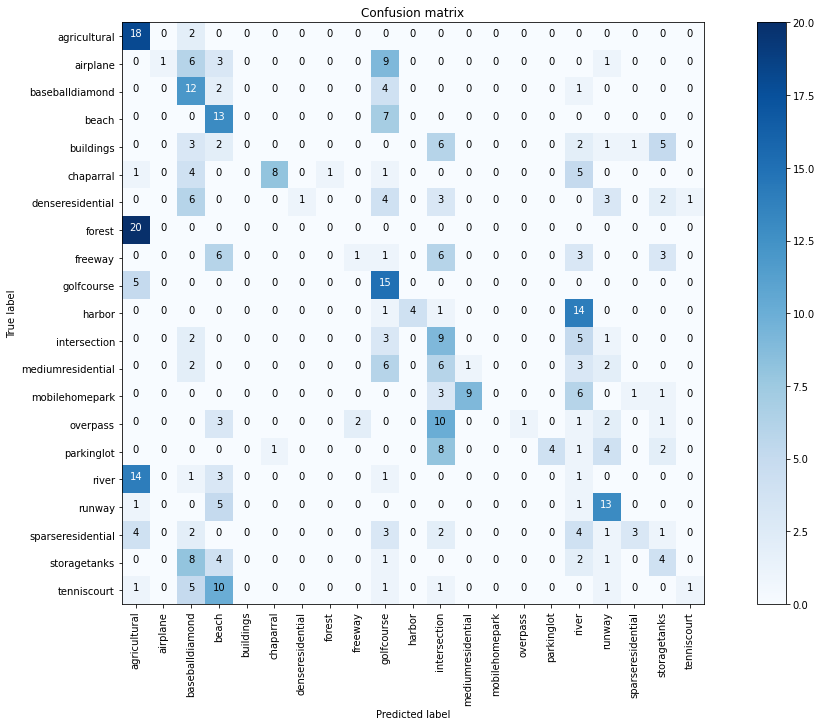 Confusion matrix
agricultural 18 0 2 0 0 0 0 0 0 0 0 0 0 0 0 0 0 0 0 0 0
airplane 0 1 6 3 0 0 0 0 0 9 0 0 0 0 0 0 0 1 0 0 0
baseballdiamond 0 0 12 2 0 0 0 0 0 4 0 0 0 0 0 0 1 0 0 0 0
beach 0 0 0 13 0 0 0 0 0 7 0 0 0 0 0 0 0 0 0 0 0
buildings 0 0 3 2 0 0 0 0 0 0 0 6 0 0 0 0 2 1 1 5 0
chaparral 1 0 4 0 0 8 0 1 0 1 0 0 0 0 0 0 5 0 0 0 0
denseresidential 0 0 6 0 0 0 1 0 0 4 0 3 0 0 0 0 0 3 0 2 1
forest 20 0 0 0 0 0 0 0 0 0 0 0 0 0 0 0 0 0 0 0 0
freeway 0 0 0 6 0 0 0 0 1 1 0 6 0 0 0 0 3 0 0 3 0
golfcourse 5 0 0 0 0 0 0 0 0 15 0 0 0 0 0 0 0 0 0 0 0
harbor 0 0 0 0 0 0 0 0 0 1 4 1 0 0 0 0 14 0 0 0 0
intersection 0 0 2 0 0 0 0 0 0 3 0 9 0 0 0 0 5 1 0 0 0
mediumresidential 0 0 2 0 0 0 0 0 0 6 0 6 1 0 0 0 3 2 0 0 0
mobilehomepark 0 0 0 0 0 0 0 0 0 0 0 3 9 0 0 0 6 0 1 1 0
overpass 0 0 0 3 0 0 0 0 2 0 0 10 0 0 1 0 1 2 0 1 0
parkinglot 0 0 0 0 0 1 0 0 0 0 0 8 0 0 0 4 1 4 0 2 0
river 14 0 1 3 0 0 0 0 0 1 0 0 0 0 0 0 1 0 0 0 0
runway 1 0 0 5 0 0 0 0 0 0 0 0 0 0 0 0 1 13 0 0 0
sparseresidential 4 0 2 0 0 0 0 0 0 3 0 2 0 0 0 0 4 1 3 1 0
storagetanks 0 0 8 4 0 0 0 0 0 1 0 0 0 0 0 0 2 1 0 4 0
tenniscourt 1 0 5 10 0 0 0 0 0 1 0 1 0 0 0 0 0 1 0 0 1
True label
agricultural
airplane
baseballdiamond
beach
buildings
chaparral
denseresidential
forest
freeway
golfcourse
harbor
intersection
mediumresidential
mobilehomepark
overpass
parkinglot
river
runway
sparseresidential
storagetanks
tenniscourt
Predicted label
20.0
17.5
15.0
12.5
10.0
7.5
5.0
2.5
0.0